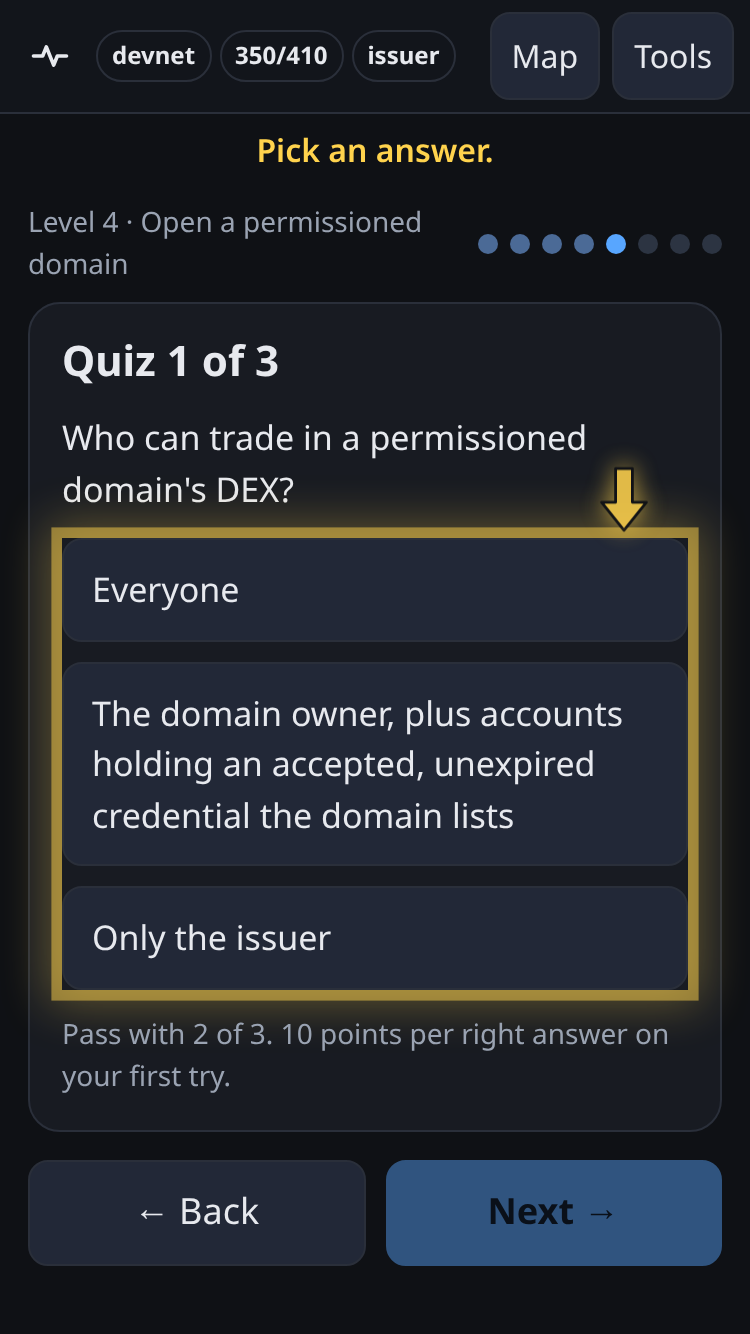 devnet 350/410 issuer Map Tools
Pick an answer.
Level 4 · Open a permissioned
domain
Quiz 1 of 3
Who can trade in a permissioned
domain's DEX?
Everyone
The domain owner, plus accounts
holding an accepted, unexpired
credential the domain lists
Only the issuer
Pass with 2 of 3. 10 points per right answer on
your first try.
← Back Next →